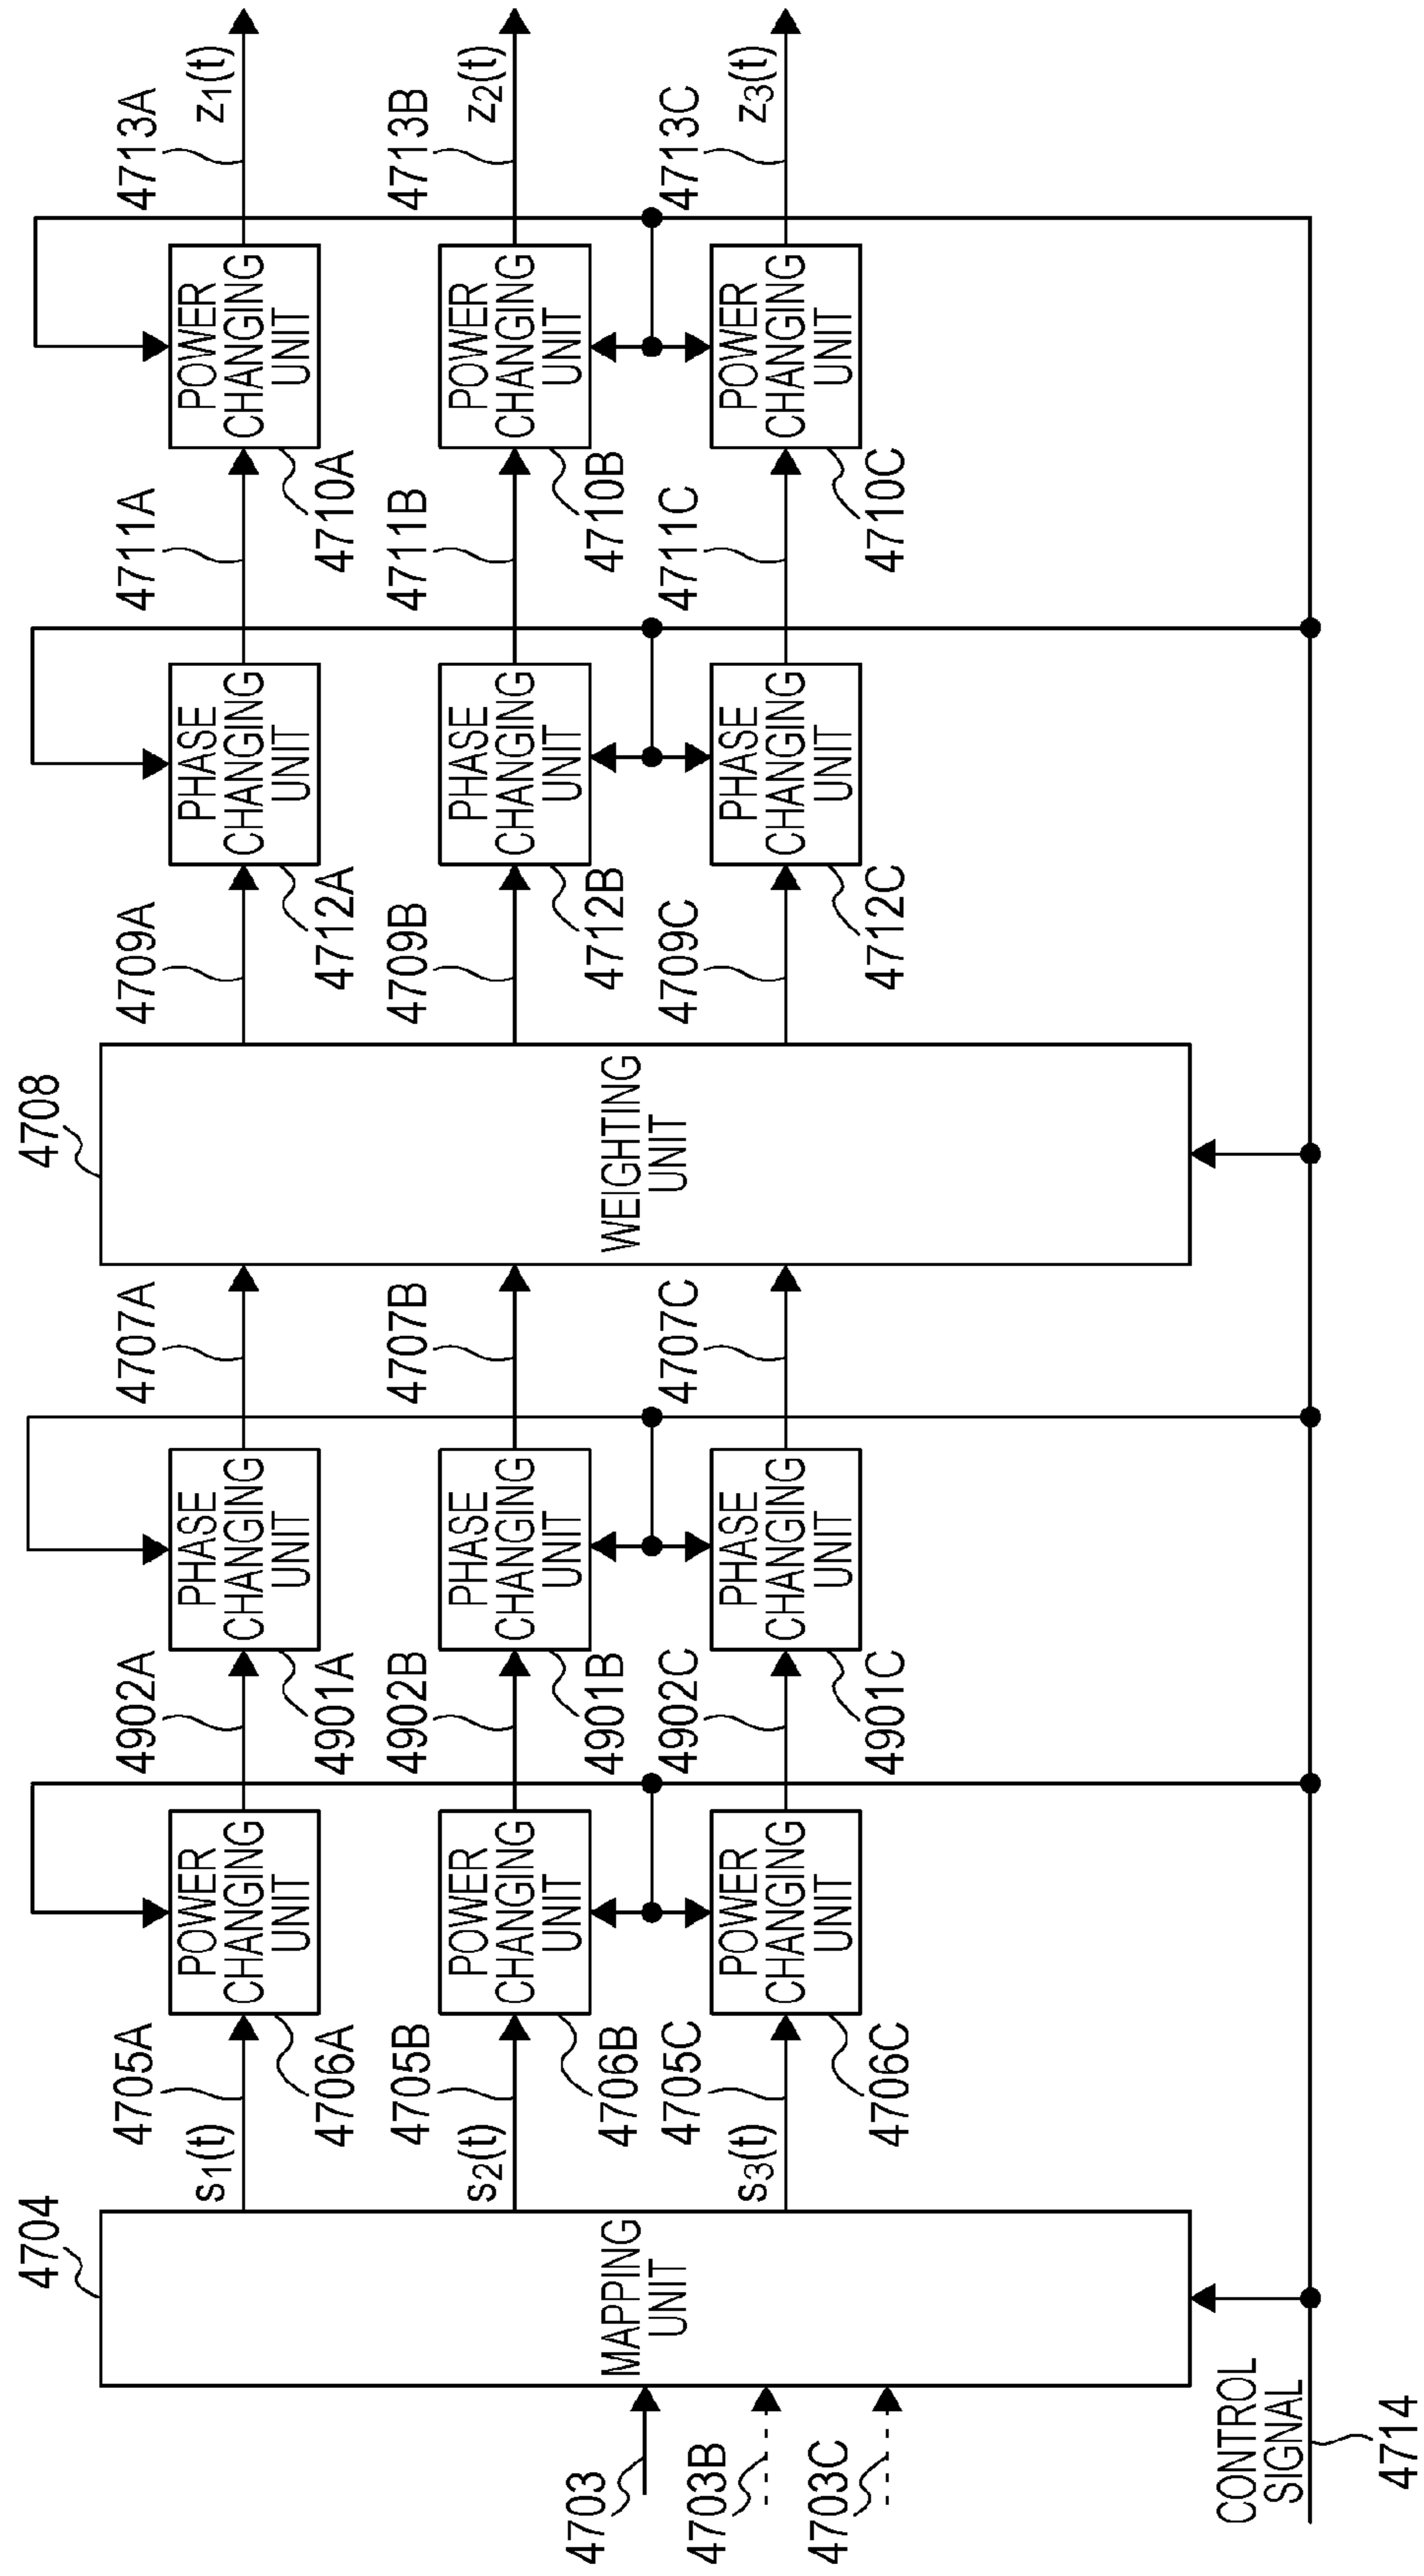 4704
4708
4705A
4902A
4707A
4709A
4711A
4713A
s1(t)
z1(t)
POWER
CHANGING
UNIT
PHASE
CHANGING
UNIT
PHASE
CHANGING
UNIT
POWER
CHANGING
UNIT
4706A
4901A
4712A
4710A
4705B
4902B
4707B
4709B
4711B
4713B
s2(t)
z2(t)
POWER
CHANGING
UNIT
PHASE
CHANGING
UNIT
PHASE
CHANGING
UNIT
POWER
CHANGING
UNIT
4703
MAPPING
UNIT
4706B
4901B
WEIGHTING
UNIT
4712B
4710B
4703B
4705C
4902C
4707C
4709C
4711C
4713C
s3(t)
z3(t)
POWER
CHANGING
UNIT
PHASE
CHANGING
UNIT
PHASE
CHANGING
UNIT
POWER
CHANGING
UNIT
4703C
4706C
4901C
4712C
4710C
CONTROL
SIGNAL
4714